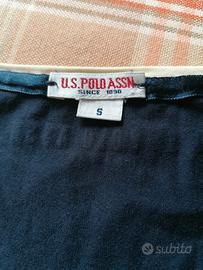 U.S. POLO ASSN.
SINCE 1890
S
subito